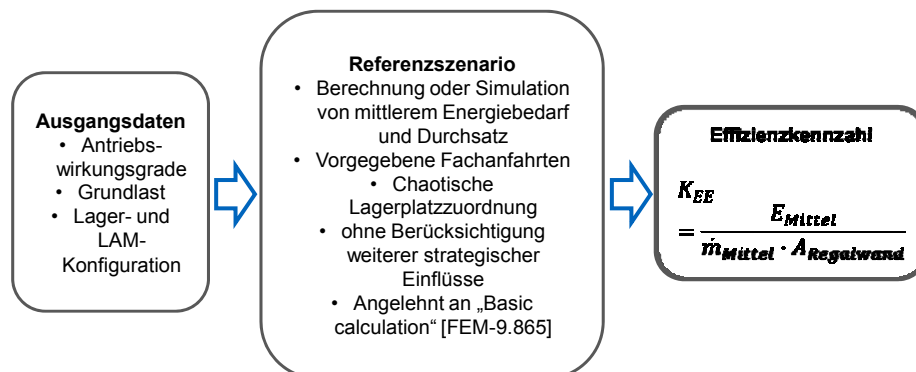 Ausgangsdaten
• Antriebs-
wirkungsgrade
• Grundlast
• Lager- und
LAM-
Konfiguration
Referenzszenario
• Berechnung oder Simulation
von mittlerem Energiebedarf
und Durchsatz
• Vorgegebene Fachanfahrten
• Chaotische
Lagerplatzzuordnung
• ohne Berücksichtigung
weiterer strategischer
Einflüsse
• Angelehnt an „Basic
calculation“ [FEM-9.865]
Effizienzkennzahl
K_EE
= E_Mittel
ṁ_Mittel · A_Regalwand